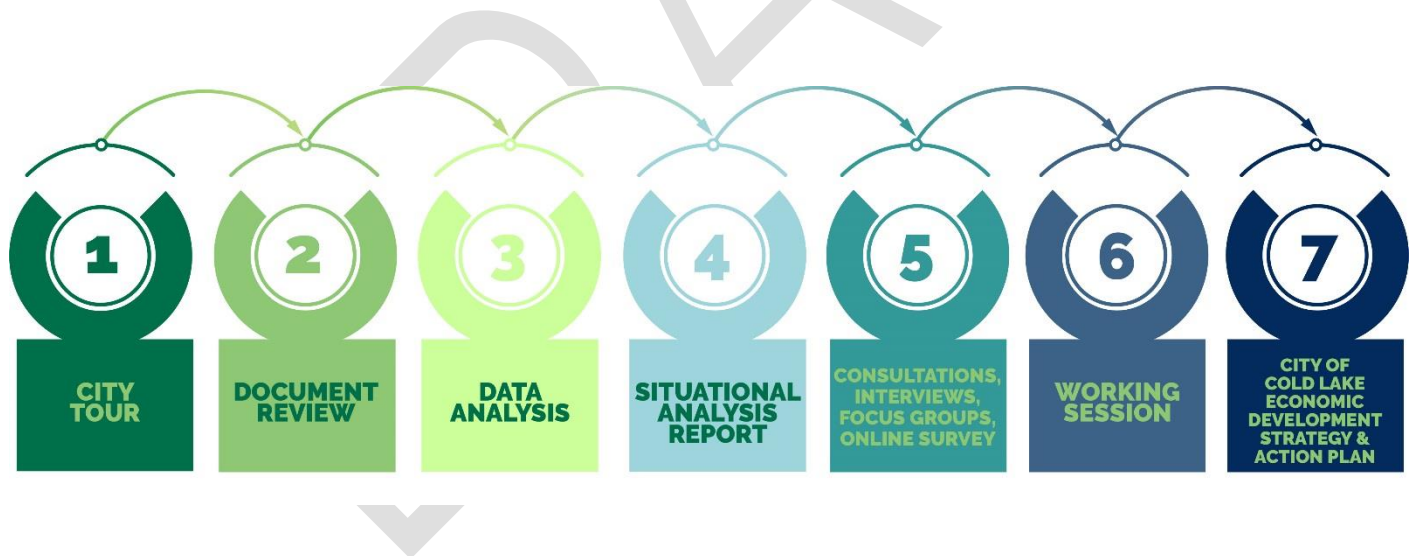 1
2
3
4
5
6
7
CITY
TOUR
DOCUMENT
REVIEW
DATA
ANALYSIS
SITUATIONAL
ANALYSIS
REPORT
CONSULTATIONS,
INTERVIEWS,
FOCUS GROUPS,
ONLINE SURVEY
WORKING
SESSION
CITY OF
COLD LAKE
ECONOMIC
DEVELOPMENT
STRATEGY &
ACTION PLAN